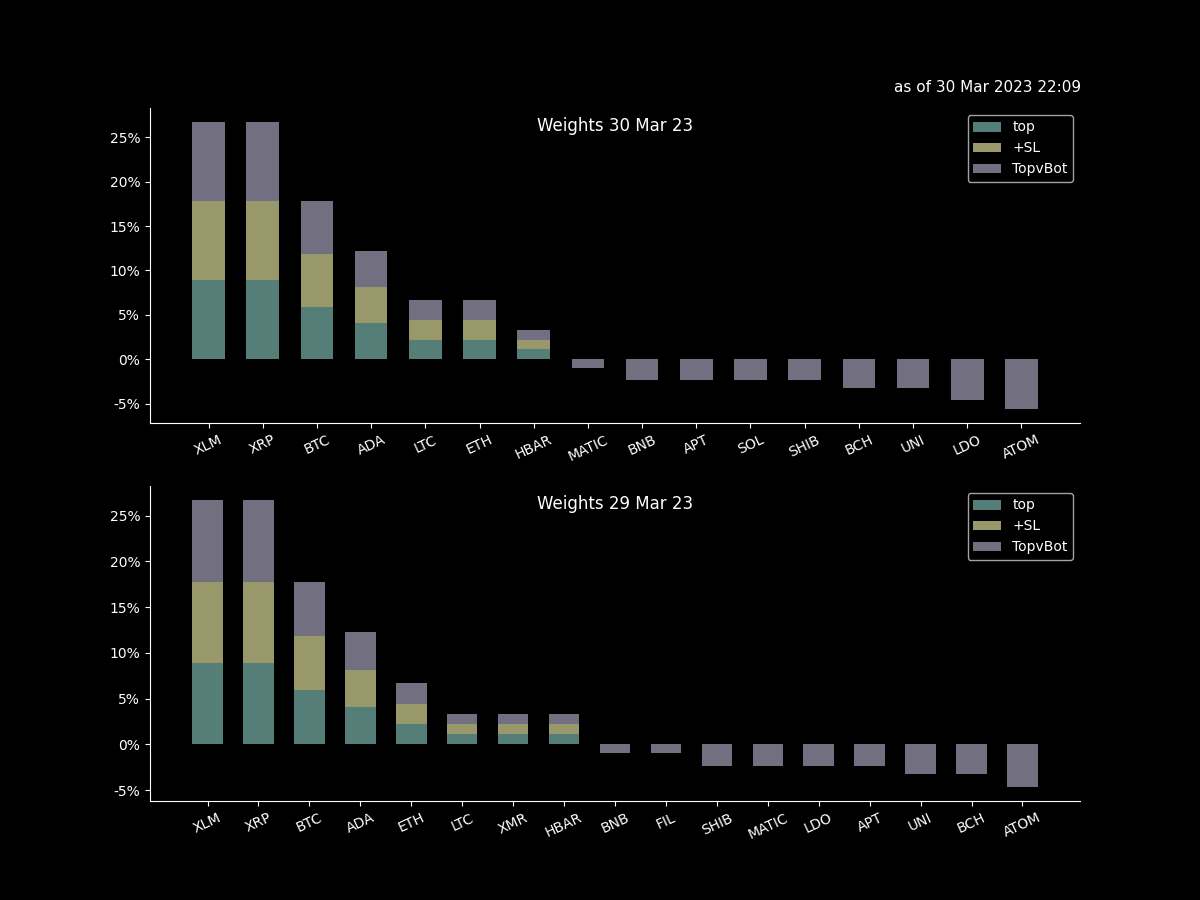 as of 30 Mar 2023 22:09
Weights 30 Mar 23
top
+SL
TopvBot
25%
20%
15%
10%
5%
0%
-5%
XLM XRP BTC ADA LTC ETH HBAR MATIC BNB APT SOL SHIB BCH UNI LDO ATOM
Weights 29 Mar 23
top
+SL
TopvBot
25%
20%
15%
10%
5%
0%
-5%
XLM XRP BTC ADA ETH LTC XMR HBAR BNB FIL SHIB MATIC LDO APT UNI BCH ATOM